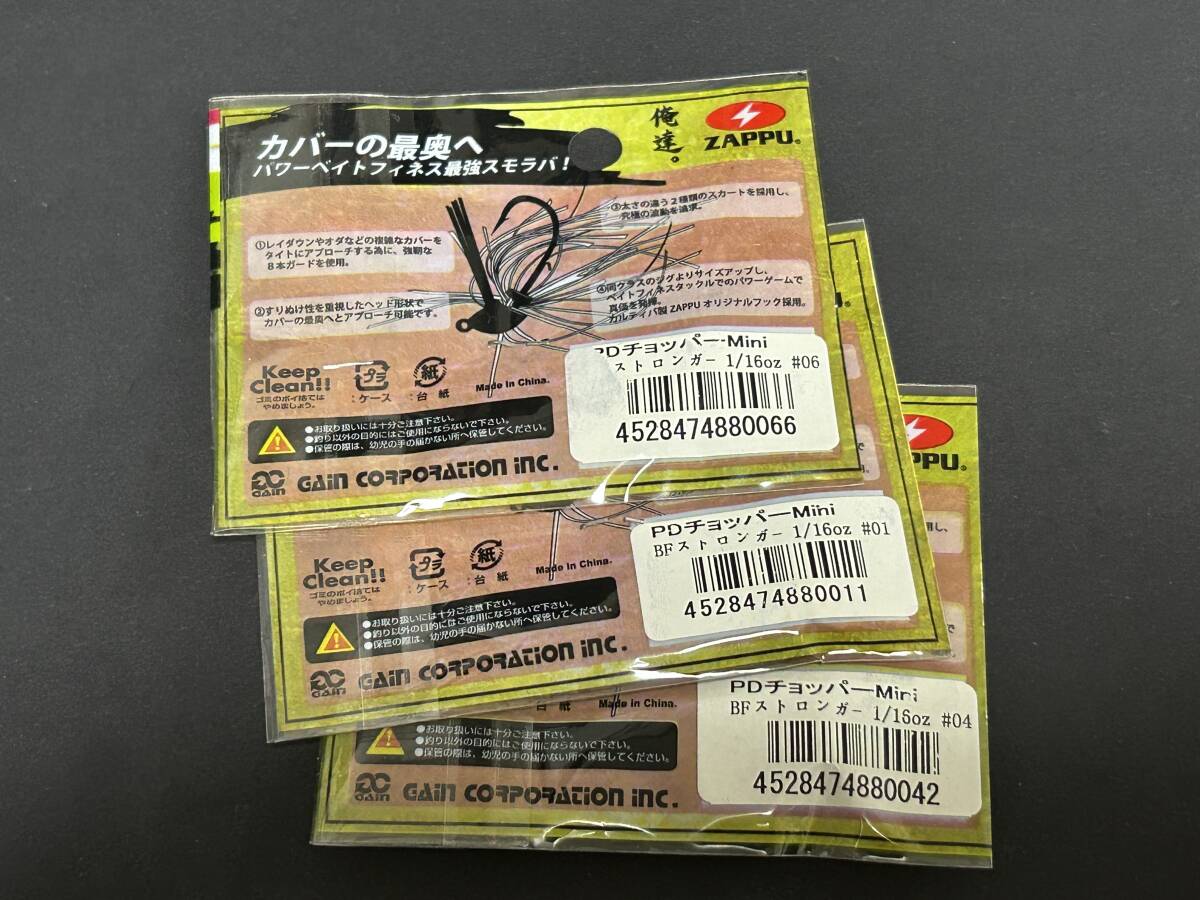 カバーの最奥へ
パワーベイトフィネス最強スモラバ!
俺達。
ZAPPU®
①レイダウンやオダなどの複雑なカバーを
タイトにアプローチする為に、強靭な
8本ガードを使用。
②すりぬけ性を重視したヘッド形状で
カバーの最奥へとアプローチ可能です。
③太さの違う2種類のスカートを採用し、
究極の波動を追求。
④同クラスのジグよりサイズアップし、
ベイトフィネスタックルでのパワーゲームで
真価を発揮。
カルティバ製ZAPPUオリジナルフック採用。
Keep
Clean!!
ゴミのポイ捨ては
やめましょう。
プラ
:ケース
紙
:台 紙
Made in China.
●お取り扱いには十分ご注意下さい。
●釣り以外の目的にはご使用にならないで下さい。
●保管の際は、幼児の手の届かない所へ保管してください。
GAIN GAIN CORPORATION INC.
PDチョッパーMini
ストロンガー 1/16oz #06
4528474880066
Keep
Clean!!
ゴミのポイ捨ては
やめましょう。
プラ
:ケース
紙
:台 紙
Made in China.
●お取り扱いには十分ご注意下さい。
●釣り以外の目的にはご使用にならないで下さい。
●保管の際は、幼児の手の届かない所へ保管してください。
GAIN GAIN CORPORATION INC.
PDチョッパーMini
BFストロンガー 1/16oz #01
4528474880011
PPU®
用し、
台 紙
Made in China.
●お取り扱いには十分ご注意下さい。
●釣り以外の目的にはご使用にならないで下さい。
●保管の際は、幼児の手の届かない所へ保管してください。
GAIN GAIN CORPORATION INC.
PDチョッパーMini
BFストロンガー 1/16oz #04
4528474880042